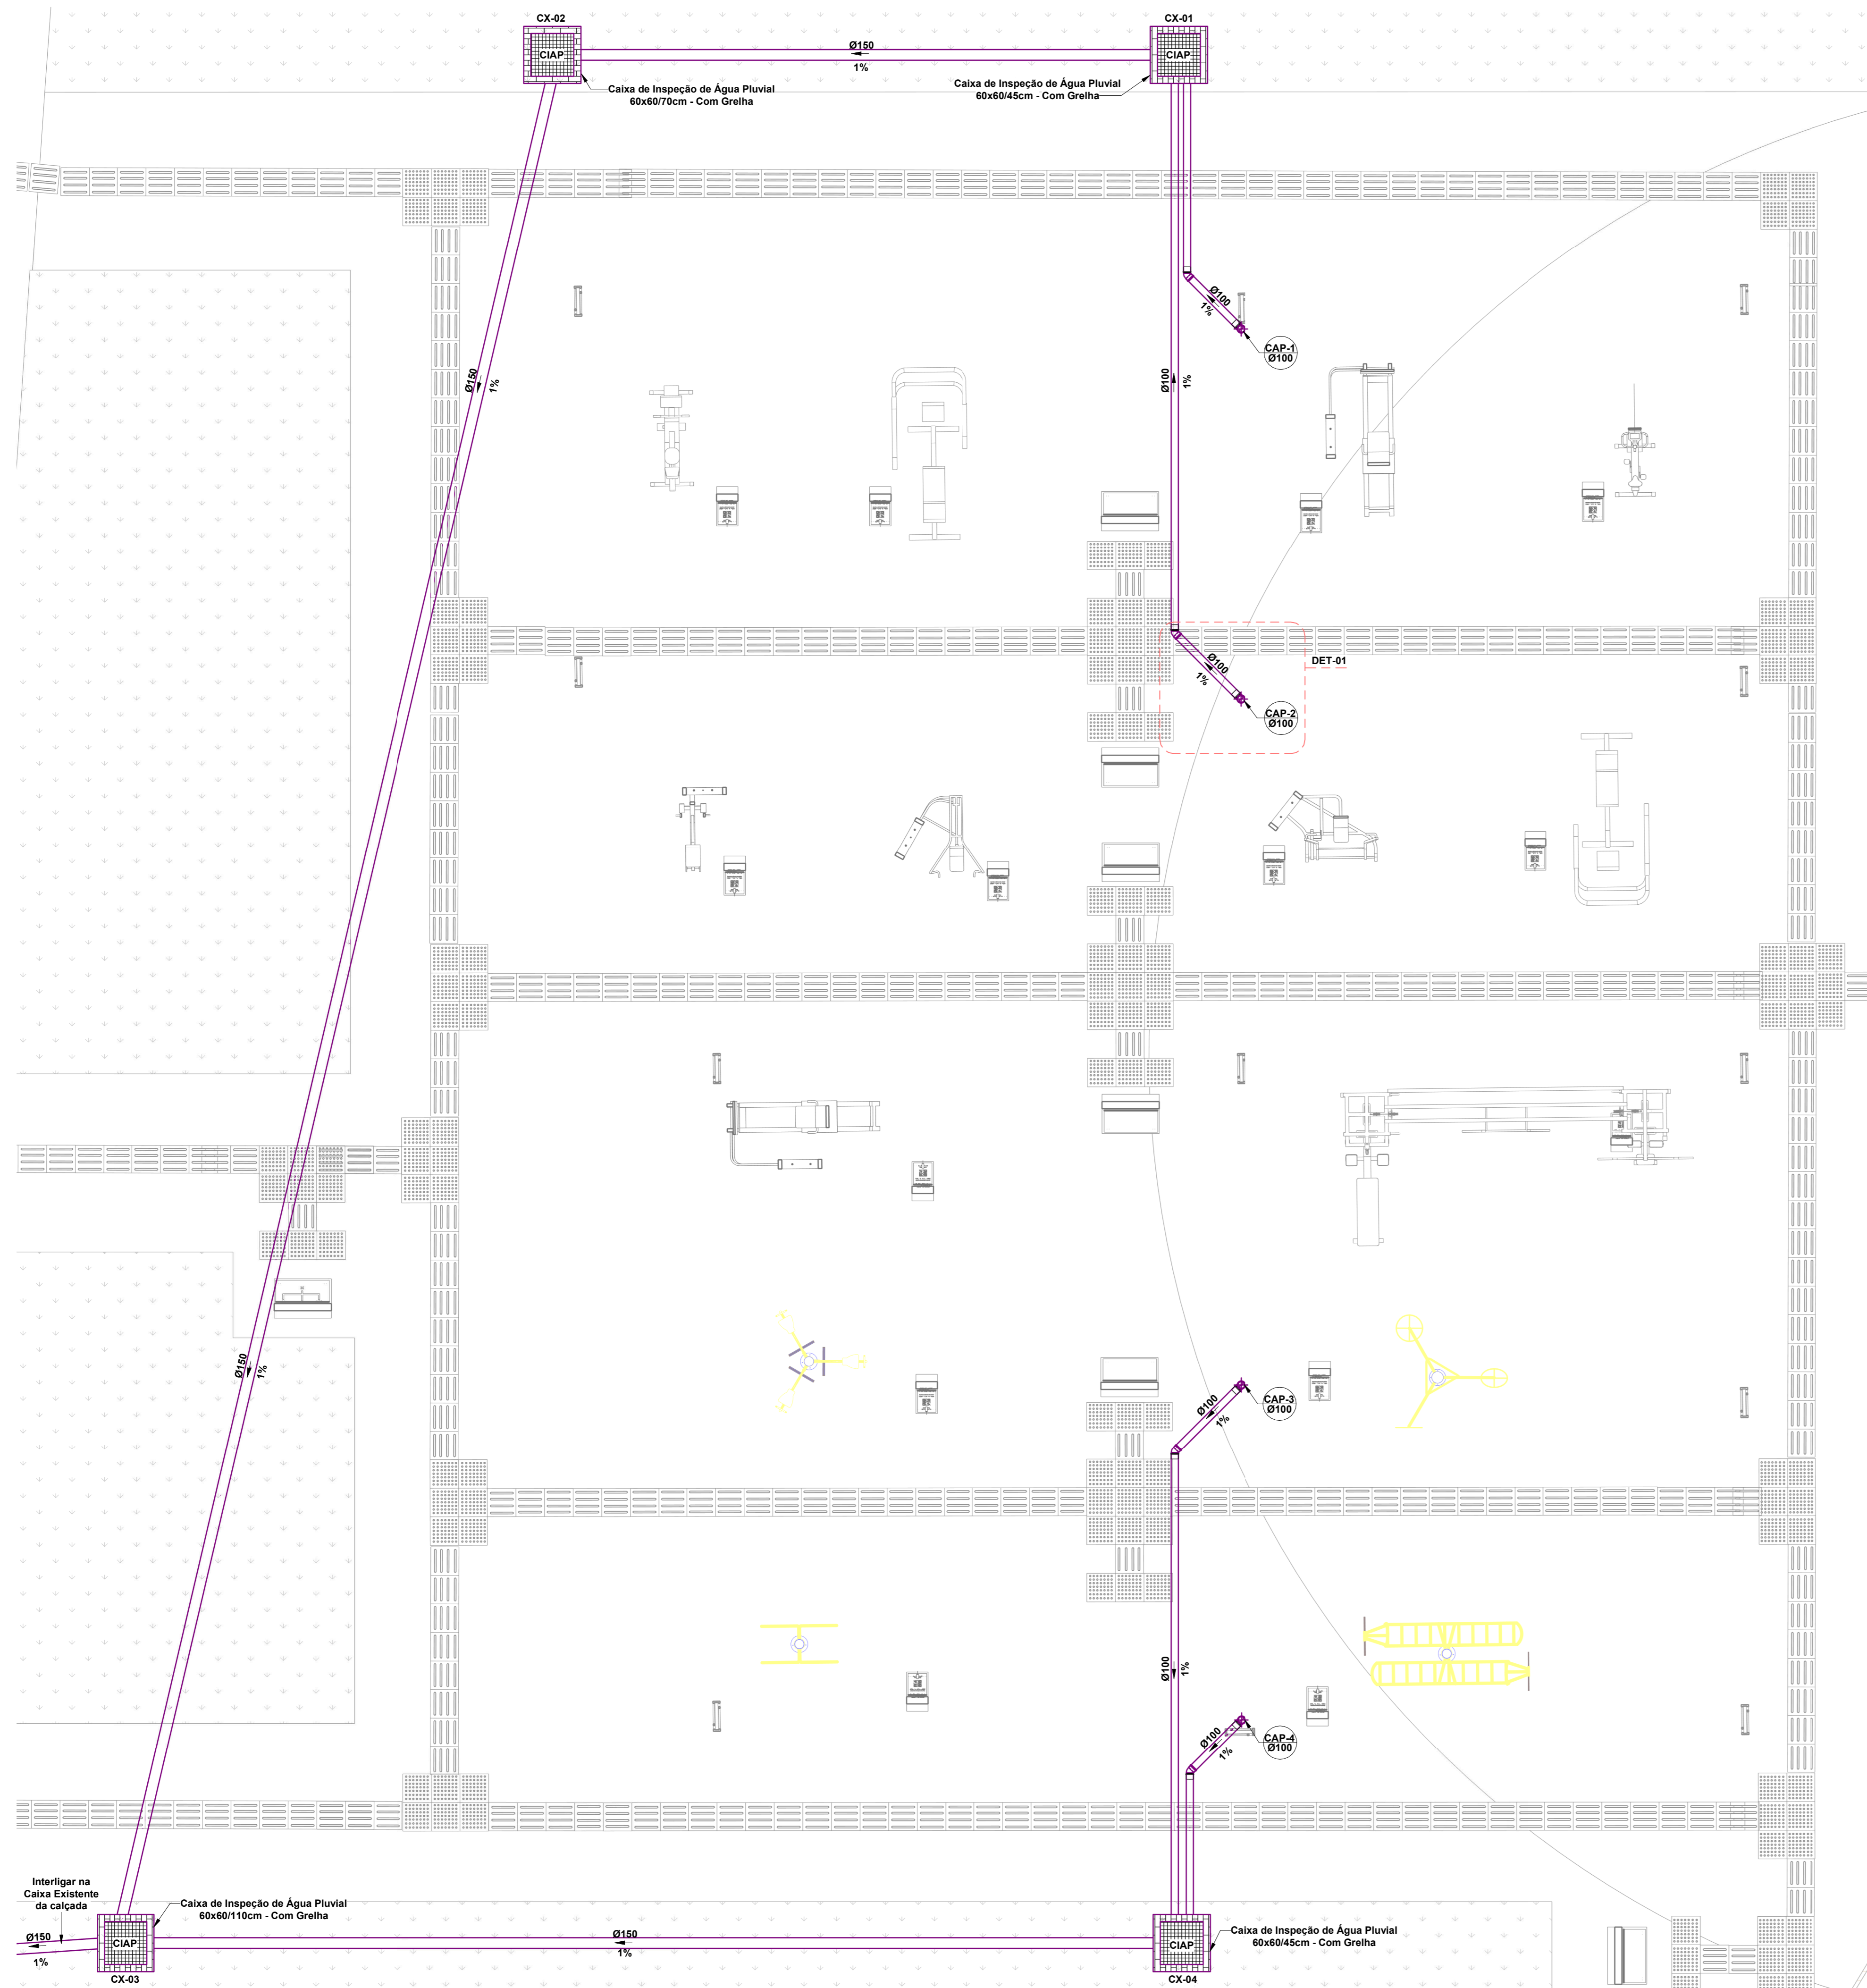 CX-02
CIAP
Ø150
1%
CX-01
CIAP
Caixa de Inspeção de Água Pluvial
60x60/70cm - Com Grelha
Caixa de Inspeção de Água Pluvial
60x60/45cm - Com Grelha
Ø100
1%
CAP-1
Ø100
Ø150
1%
Ø100
1%
Ø100
1%
DET-01
CAP-2
Ø100
Ø150
1%
Ø100
1%
CAP-3
Ø100
Ø100
1%
Ø100
1%
CAP-4
Ø100
Interligar na
Caixa Existente
da calçada
Ø150
1%
Caixa de Inspeção de Água Pluvial
60x60/110cm - Com Grelha
CIAP
CX-03
Ø150
1%
Caixa de Inspeção de Água Pluvial
60x60/45cm - Com Grelha
CIAP
CX-04